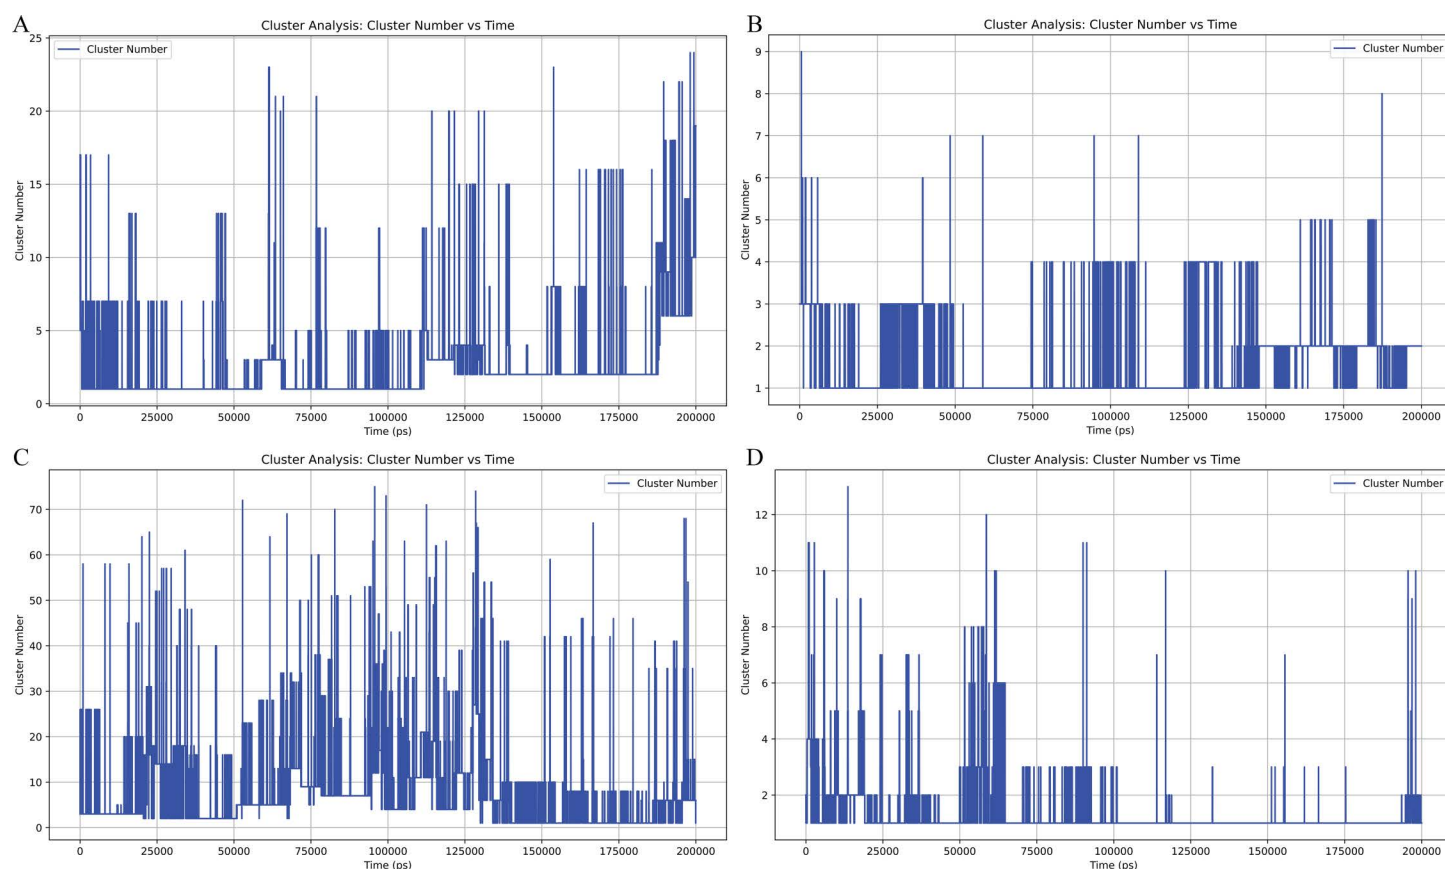 A
Cluster Analysis: Cluster Number vs Time
Cluster Number
25
20
15
10
5
0
Cluster Number
0 25000 50000 75000 100000 125000 150000 175000 200000
Time (ps)
B
Cluster Analysis: Cluster Number vs Time
Cluster Number
9
8
7
6
5
4
3
2
1
Cluster Number
0 25000 50000 75000 100000 125000 150000 175000 200000
Time (ps)
C
Cluster Analysis: Cluster Number vs Time
Cluster Number
70
60
50
40
30
20
10
0
Cluster Number
0 25000 50000 75000 100000 125000 150000 175000 200000
Time (ps)
D
Cluster Analysis: Cluster Number vs Time
Cluster Number
12
10
8
6
4
2
Cluster Number
0 25000 50000 75000 100000 125000 150000 175000 200000
Time (ps)